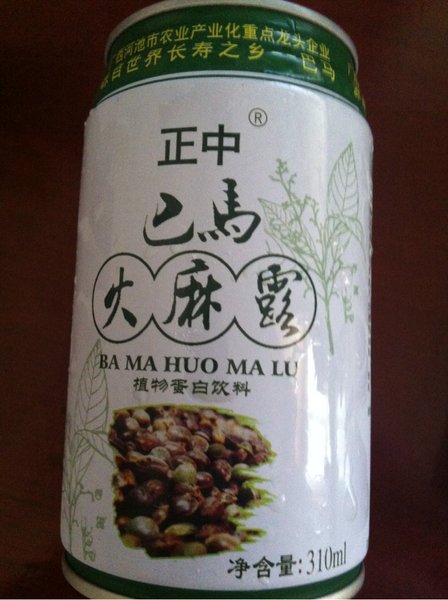 西河池市农业产业化重点龙头企业
自世界长寿之乡 巴马
正中®
巴馬
火麻露
BA MA HUO MA LU
植物蛋白饮料
净含量:310ml